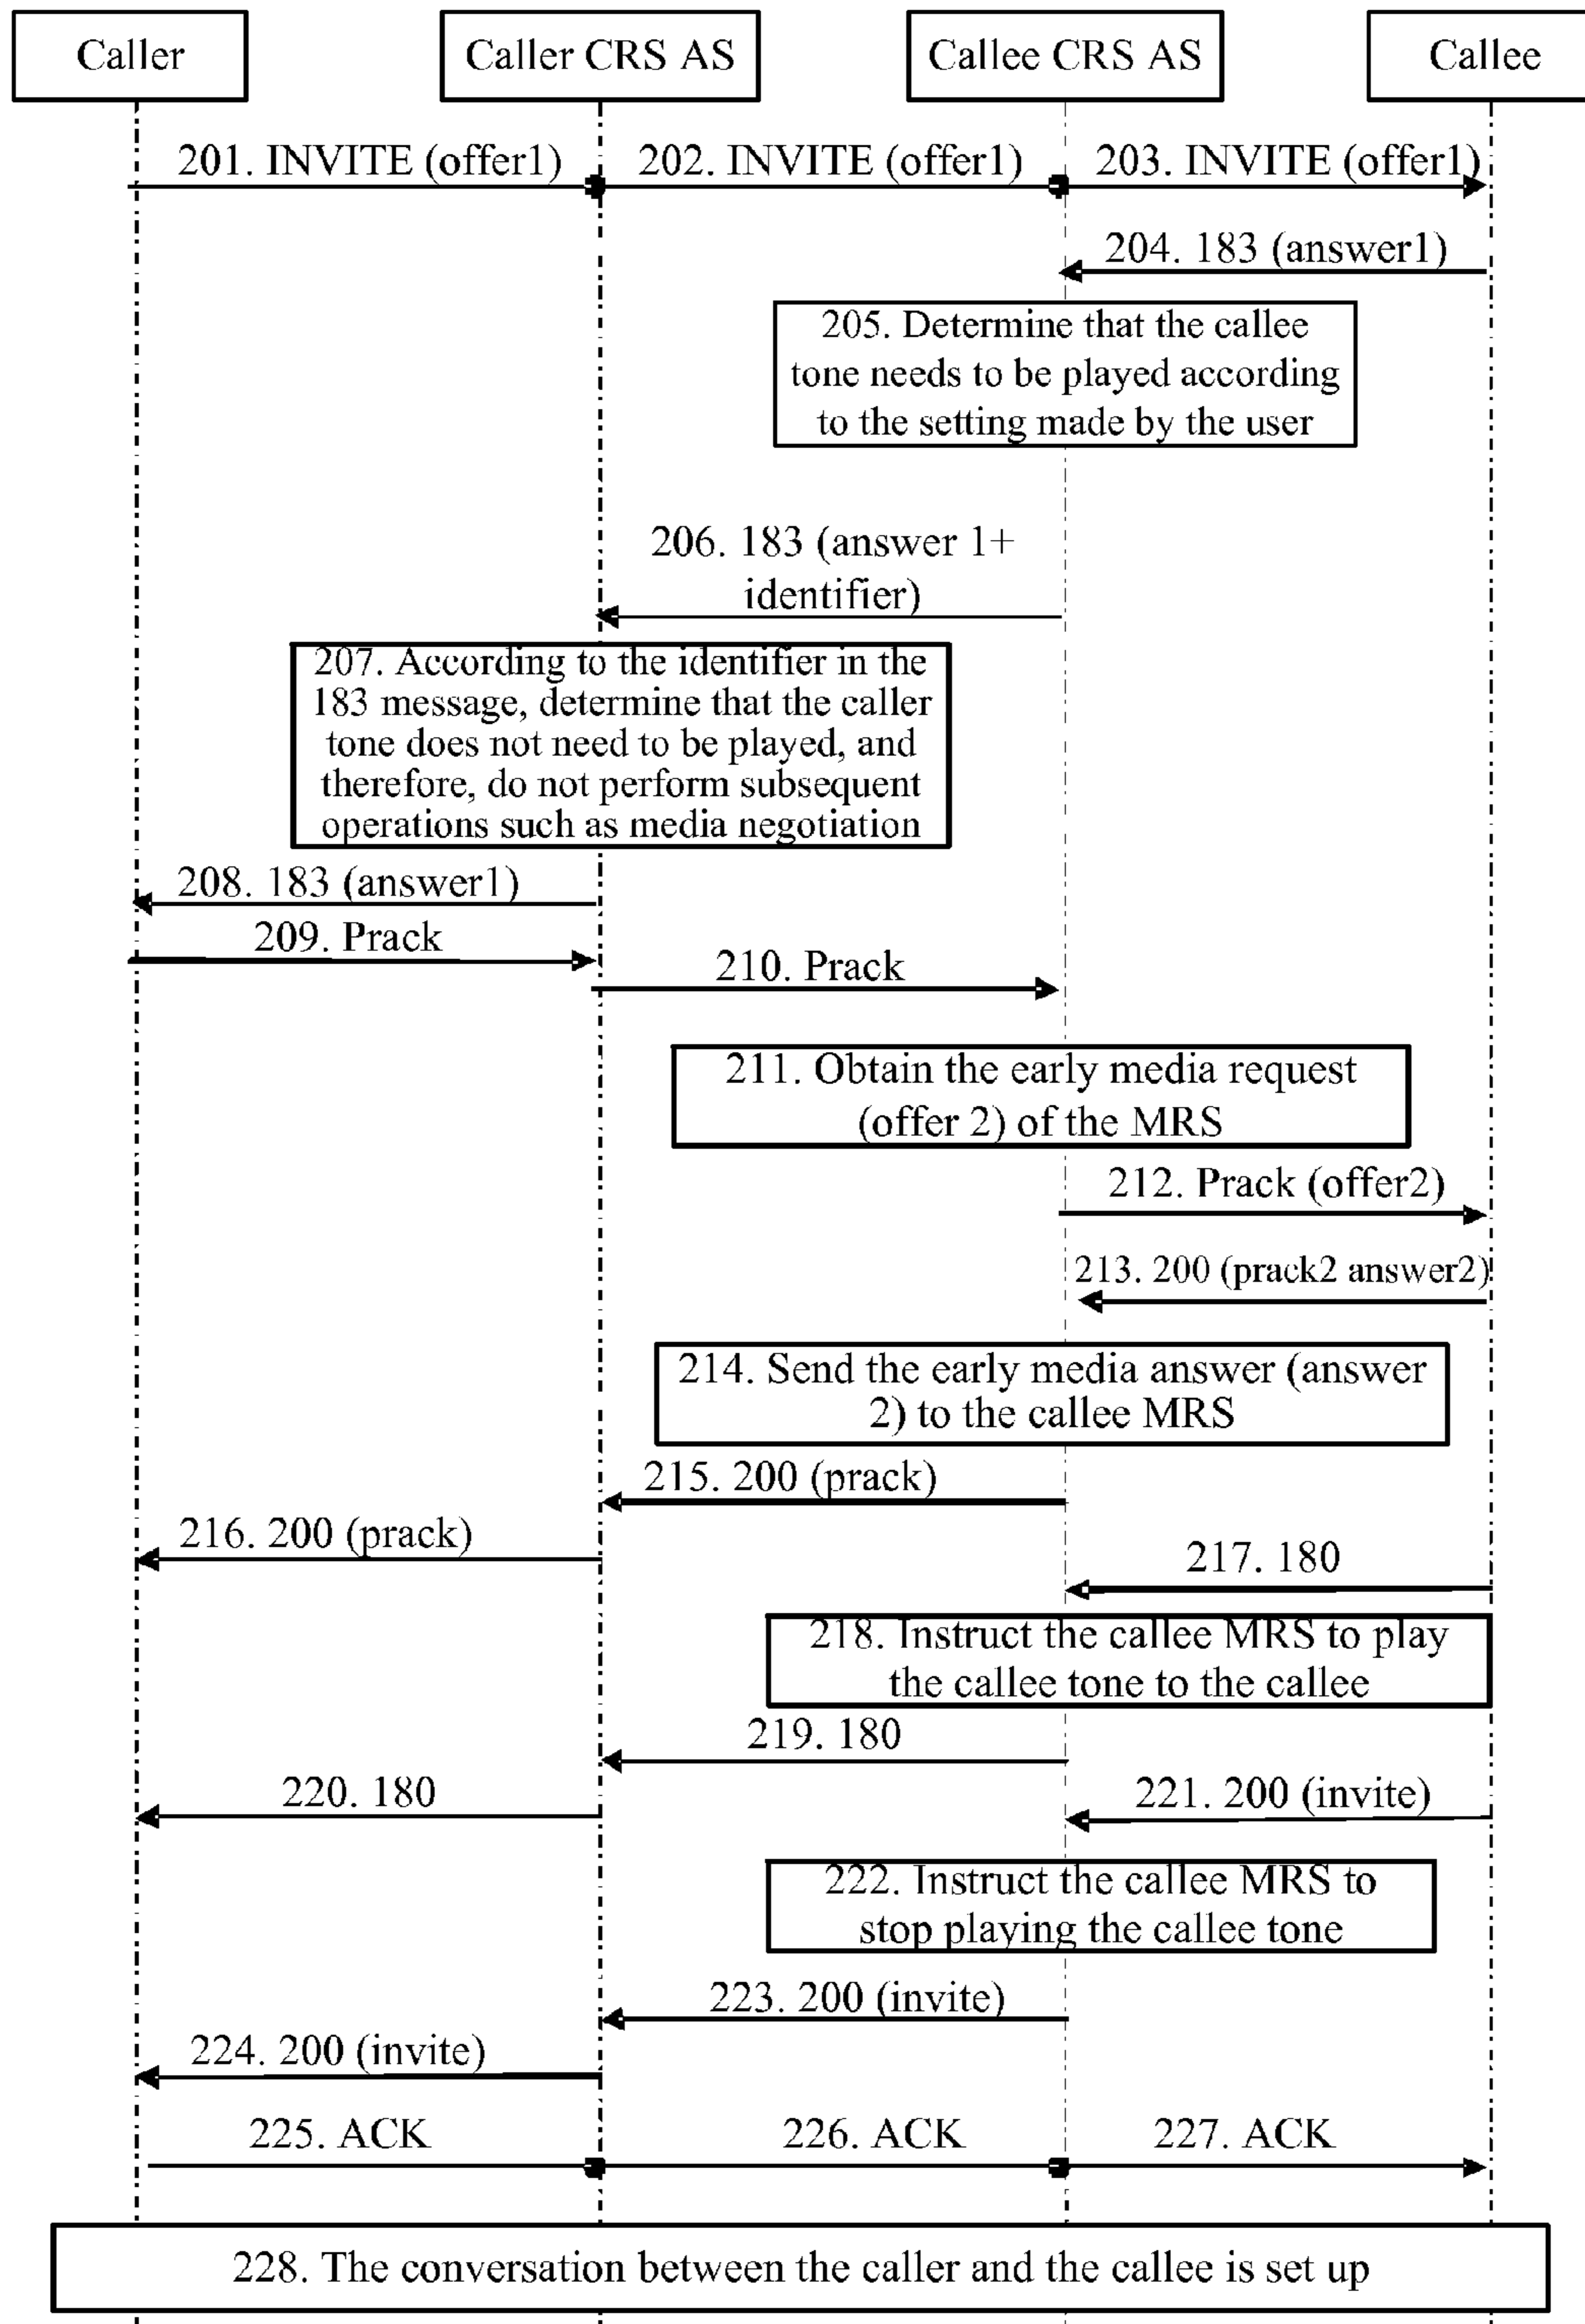 Caller
Caller CRS AS
Callee CRS AS
Callee
201. INVITE (offer1)
202. INVITE (offer1)
203. INVITE (offer1)
204. 183 (answer1)
205. Determine that the callee
tone needs to be played according
to the setting made by the user
206. 183 (answer 1+
identifier)
207. According to the identifier in the
183 message, determine that the caller
tone does not need to be played, and
therefore, do not perform subsequent
operations such as media negotiation
208. 183 (answer1)
209. Prack
210. Prack
211. Obtain the early media request
(offer 2) of the MRS
212. Prack (offer2)
213. 200 (prack2 answer2)
214. Send the early media answer (answer
2) to the callee MRS
215. 200 (prack)
216. 200 (prack)
217. 180
218. Instruct the callee MRS to play
the callee tone to the callee
219. 180
220. 180
221. 200 (invite)
222. Instruct the callee MRS to
stop playing the callee tone
223. 200 (invite)
224. 200 (invite)
225. ACK
226. ACK
227. ACK
228. The conversation between the caller and the callee is set up